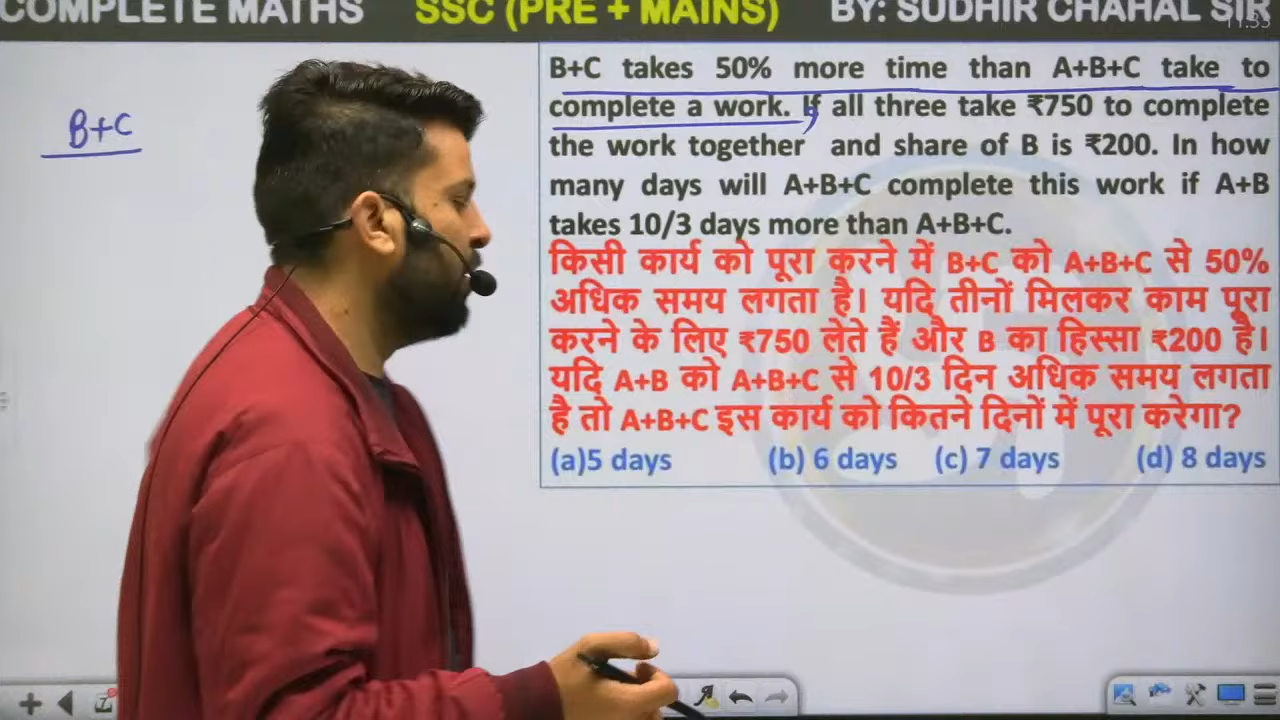 COMPLETE MATHS SSC (PRE + MAINS) BY: SUDHIR CHAHAL SIR
11:35
B+C
B+C takes 50% more time than A+B+C take to
complete a work. If all three take ₹750 to complete
the work together and share of B is ₹200. In how
many days will A+B+C complete this work if A+B
takes 10/3 days more than A+B+C.
किसी कार्य को पूरा करने में B+C को A+B+C से 50%
अधिक समय लगता है। यदि तीनों मिलकर काम पूरा
करने के लिए ₹750 लेते हैं और B का हिस्सा ₹200 है।
यदि A+B को A+B+C से 10/3 दिन अधिक समय लगता
है तो A+B+C इस कार्य को कितने दिनों में पूरा करेगा?
(a)5 days (b) 6 days (c) 7 days (d) 8 days